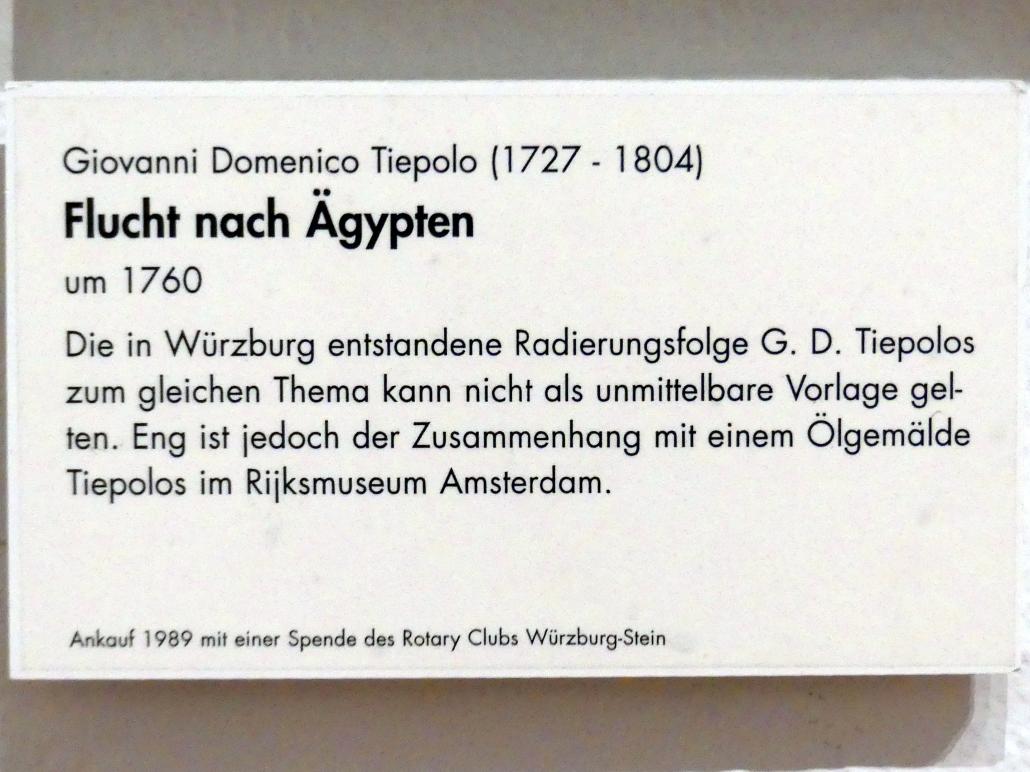 Giovanni Domenico Tiepolo (1727 - 1804)
Flucht nach Ägypten
um 1760
Die in Würzburg entstandene Radierungsfolge G. D. Tiepolos
zum gleichen Thema kann nicht als unmittelbare Vorlage gel-
ten. Eng ist jedoch der Zusammenhang mit einem Ölgemälde
Tiepolos im Rijksmuseum Amsterdam.
Ankauf 1989 mit einer Spende des Rotary Clubs Würzburg-Stein